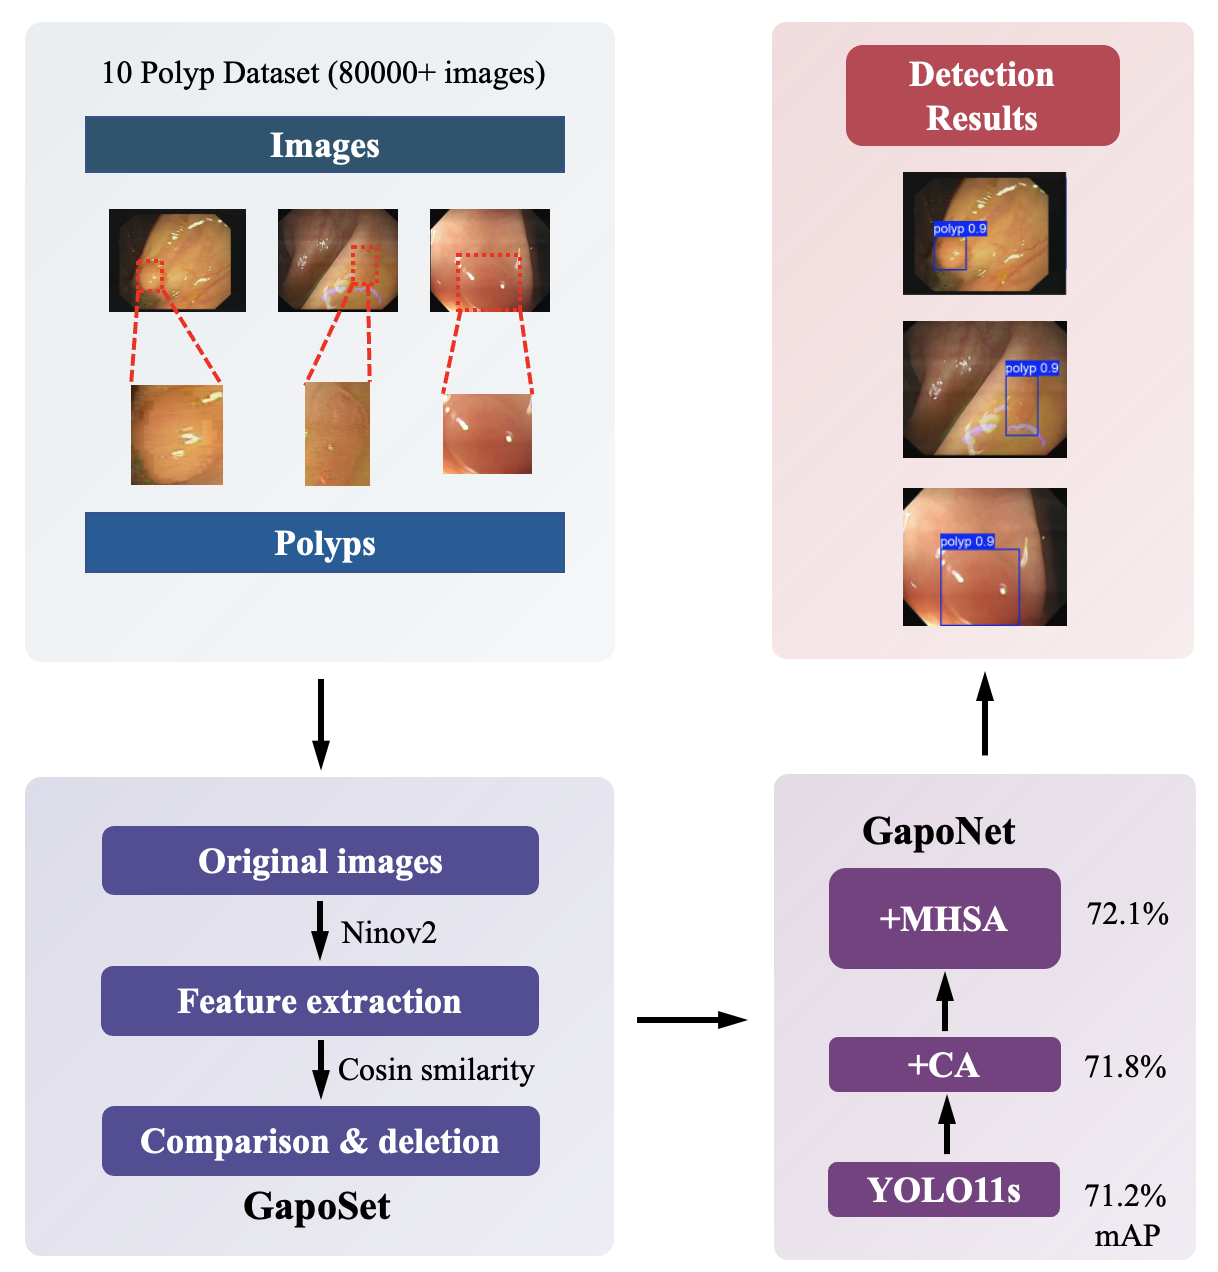 10 Polyp Dataset (80000+ images)
Images
Polyps
Original images
Ninov2
Feature extraction
Cosin smilarity
Comparison & deletion
GapoSet
GapoNet
+MHSA
72.1%
+CA
71.8%
YOLO11s
71.2%
mAP
Detection
Results
polyp 0.9
polyp 0.9
polyp 0.9